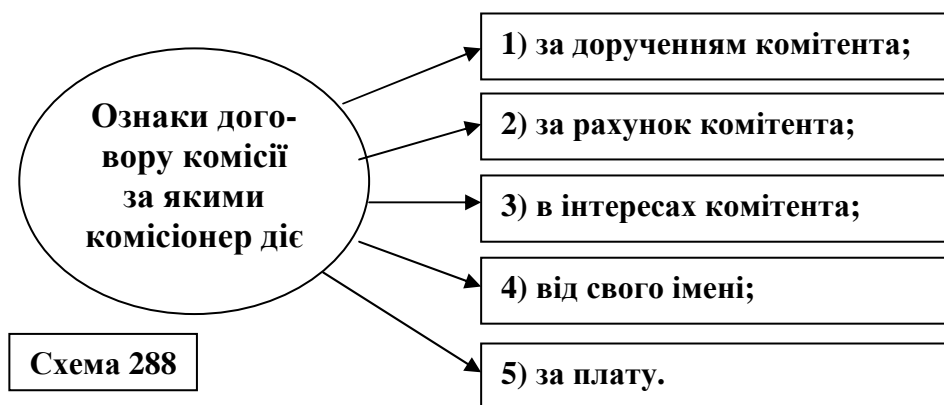 Ознаки дого-
вору комісії
за якими
комісіонер діє
1) за дорученням комітента;
2) за рахунок комітента;
3) в інтересах комітента;
4) від свого імені;
5) за плату.
Схема 288